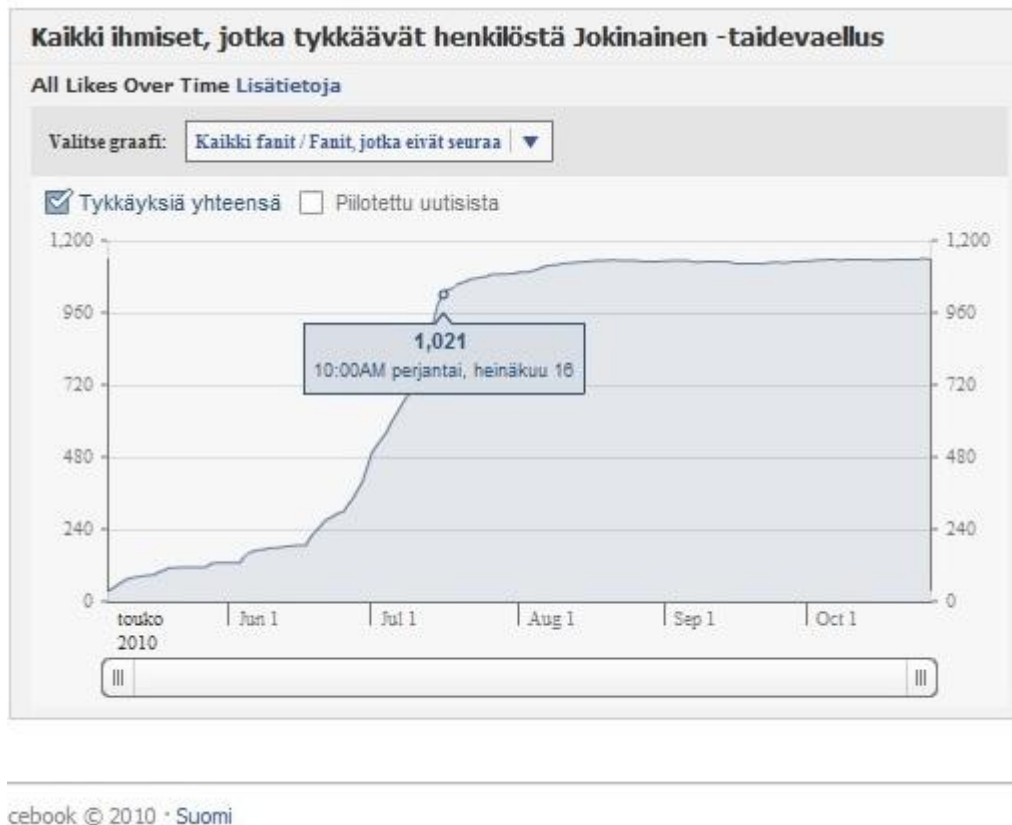 Kaikki ihmiset, jotka tykkäävät henkilöstä Jokinainen -taidevaellus
All Likes Over Time Lisätietoja
Valitse graafi: Kaikki fanit / Fanit, jotka eivät seuraa
Tykkäyksiä yhteensä Piilotettu uutisista
1,200 1,200
960 960
1,021
10:00AM perjantai, heinäkuu 16
720 720
480 480
240 240
0 0
touko Jun 1 Jul 1 Aug 1 Sep 1 Oct 1
2010
cebook © 2010 · Suomi